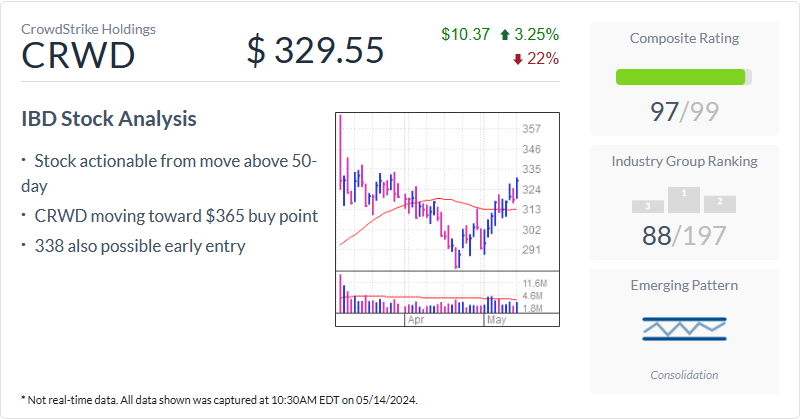 CrowdStrike Holdings
CRWD
$ 329.55
$10.37 3.25%
22%
IBD Stock Analysis
· Stock actionable from move above 50-
day
· CRWD moving toward $365 buy point
· 338 also possible early entry
357
346
335
324
313
302
291
11.6M
4.6M
1.8M
Apr May
Composite Rating
97/99
Industry Group Ranking
3 1 2
88/197
Emerging Pattern
Consolidation
* Not real-time data. All data shown was captured at 10:30AM EDT on 05/14/2024.